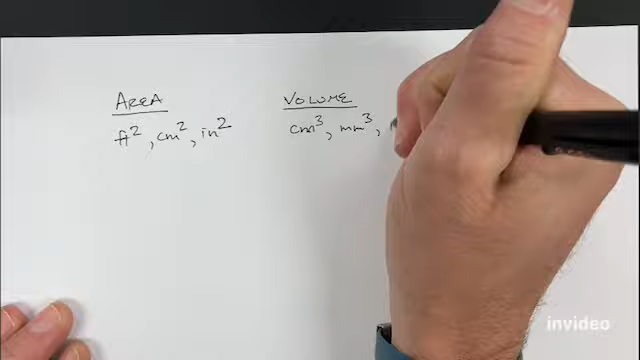 AREA
VOLUME
ft², cm², in²
cm³, mm³,
invideo